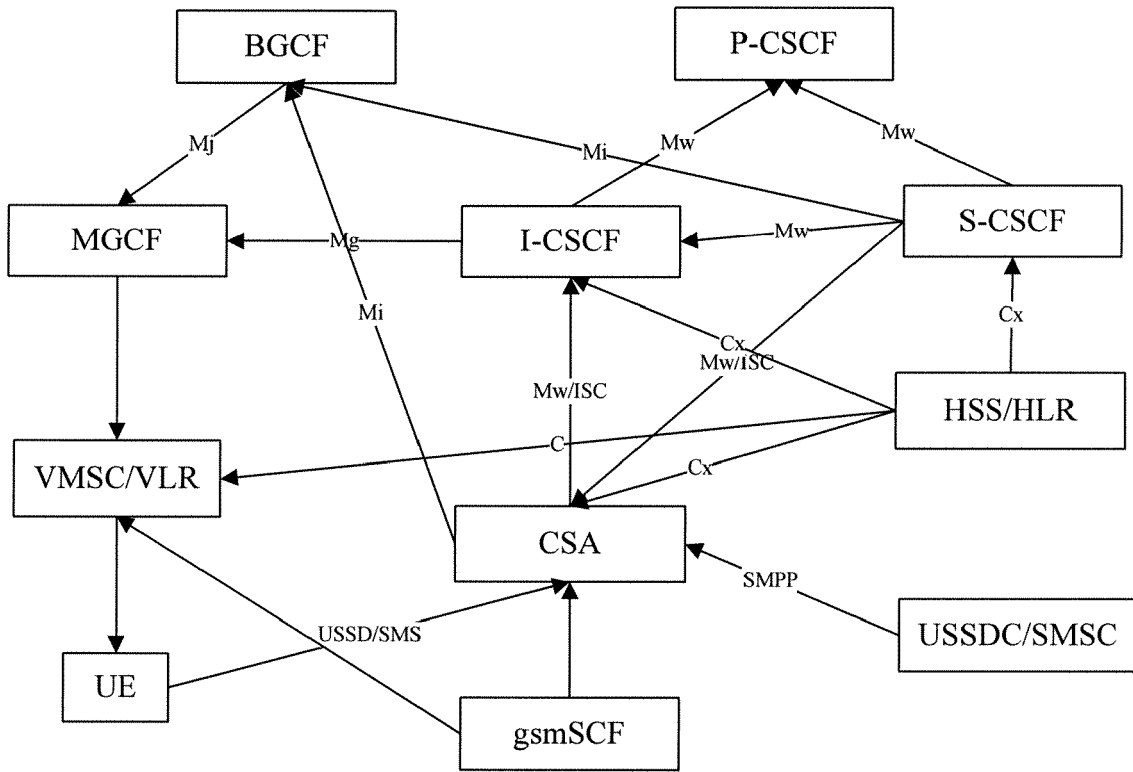 BGCF
P-CSCF
Mj
Mi
Mw
Mw
MGCF
I-CSCF
S-CSCF
Mg
Mw
Mi
Cx
Cx
Mw/ISC
Mw/ISC
HSS/HLR
C
VMSC/VLR
Cx
CSA
SMPP
USSD/SMS
USSDC/SMSC
UE
gsmSCF